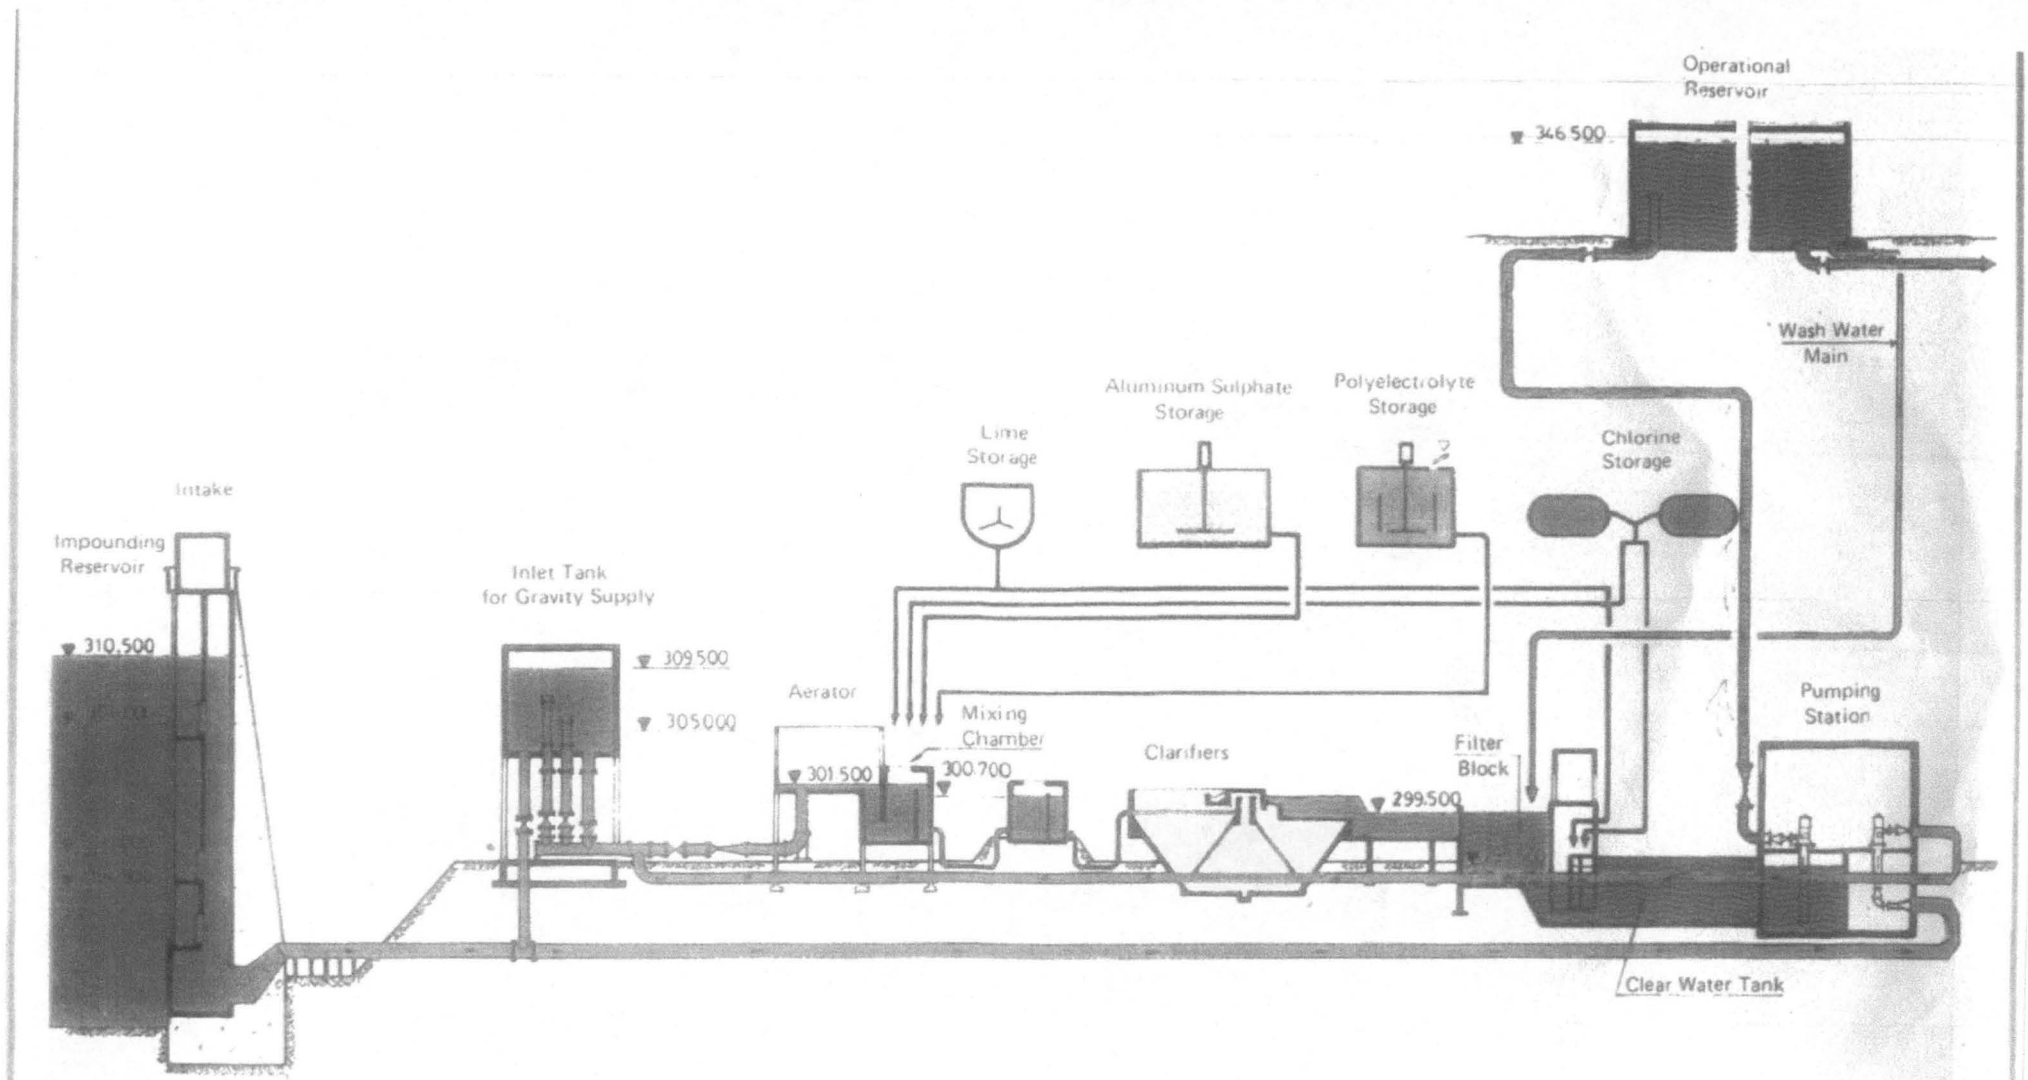 Operational
Reservoir
346.500
Wash Water
Main
Aluminum Sulphate
Storage
Polyelectrolyte
Storage
Lime
Storage
Chlorine
Storage
Intake
Impounding
Reservoir
Inlet Tank
for Gravity Supply
310,500
309.500
305.000
Aerator
Mixing
Chamber
301.500
300.700
Clarifiers
Filter
Block
299.500
Pumping
Station
Clear Water Tank